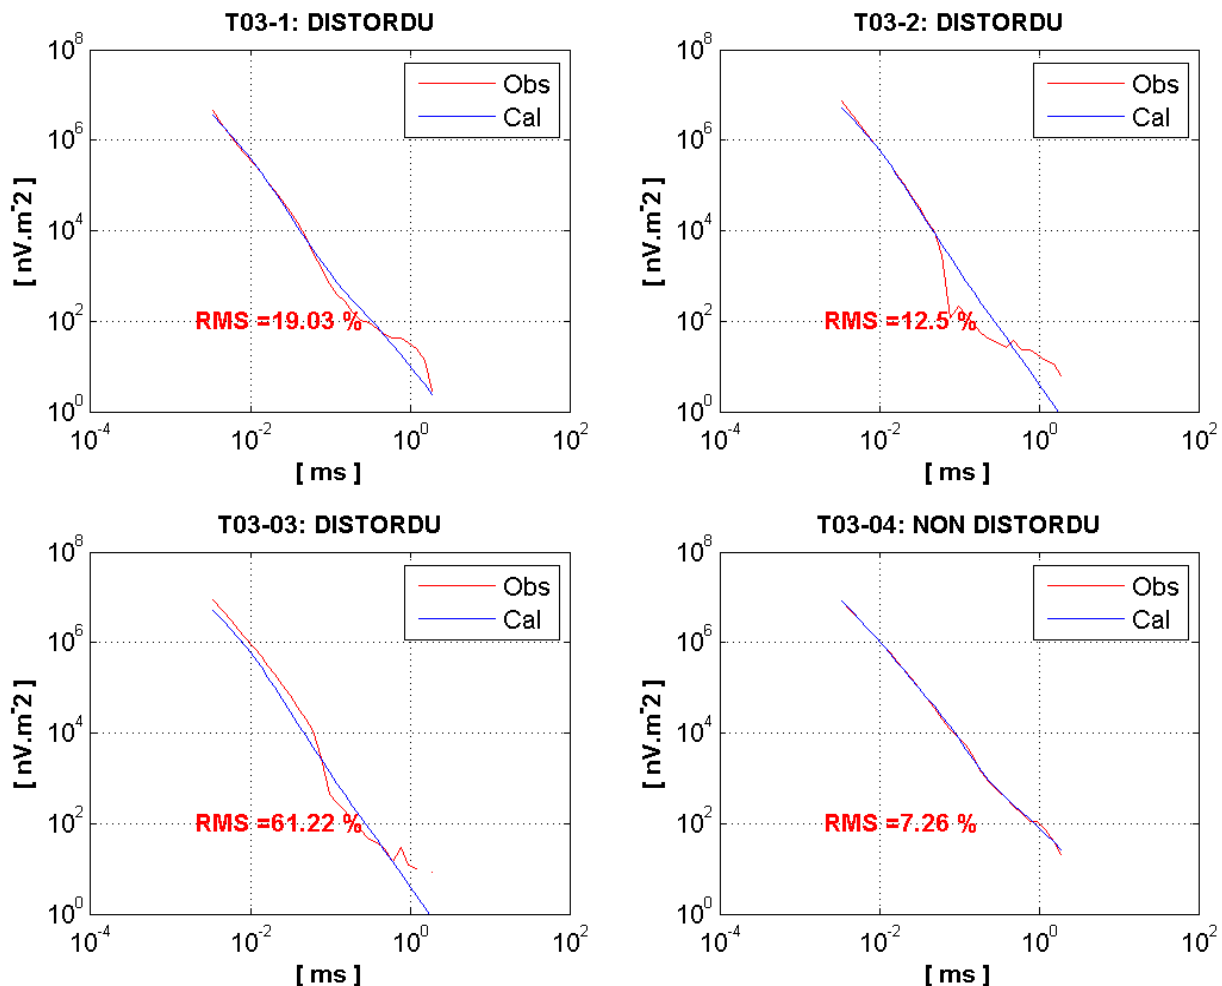 T03-1: DISTORDU
[ nV.m-2 ]
10^8
10^6
10^4
10^2
10^0
Obs
Cal
RMS =19.03 %
10^-4
10^-2
10^0
10^2
[ ms ]
T03-2: DISTORDU
[ nV.m-2 ]
10^8
10^6
10^4
10^2
10^0
Obs
Cal
RMS =12.5 %
10^-4
10^-2
10^0
10^2
[ ms ]
T03-03: DISTORDU
[ nV.m-2 ]
10^8
10^6
10^4
10^2
10^0
Obs
Cal
RMS =61.22 %
10^-4
10^-2
10^0
10^2
[ ms ]
T03-04: NON DISTORDU
[ nV.m-2 ]
10^8
10^6
10^4
10^2
10^0
Obs
Cal
RMS =7.26 %
10^-4
10^-2
10^0
10^2
[ ms ]